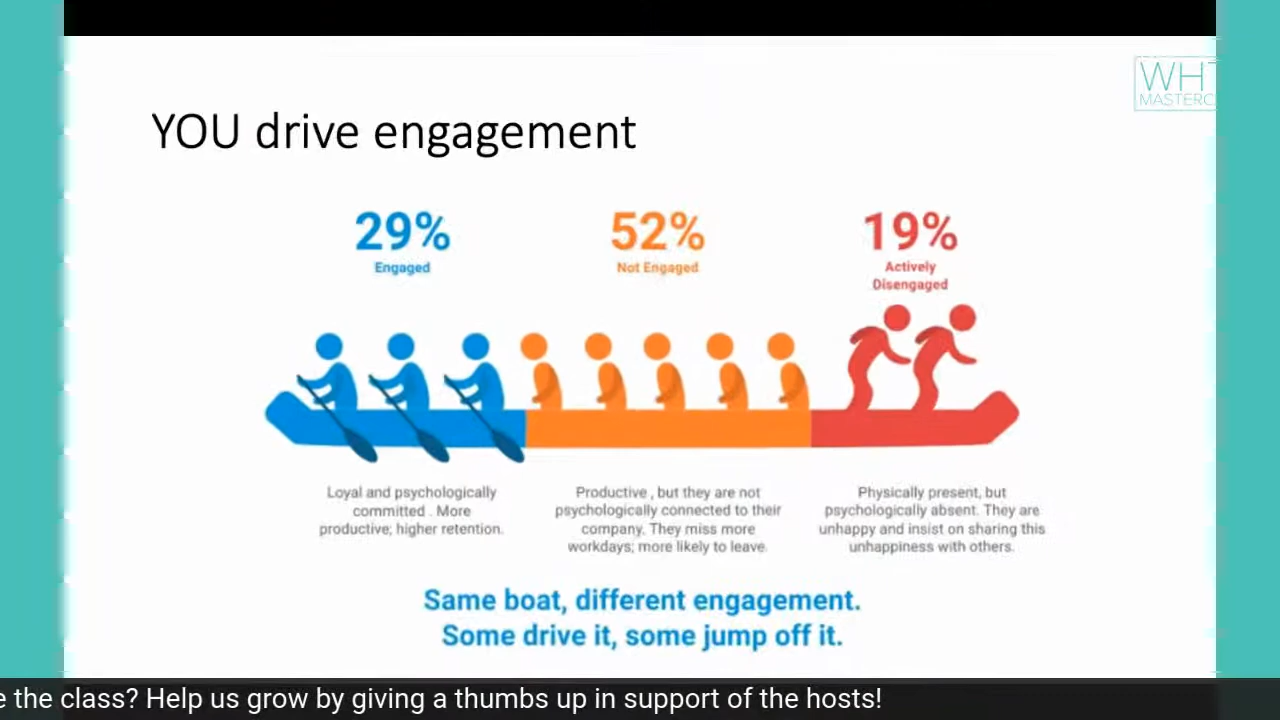 WH
MASTERC
YOU drive engagement
29%
Engaged
52%
Not Engaged
19%
Actively
Disengaged
Loyal and psychologically
committed . More
productive; higher retention.
Productive , but they are not
psychologically connected to their
company. They miss more
workdays; more likely to leave.
Physically present, but
psychologically absent. They are
unhappy and insist on sharing this
unhappiness with others.
Same boat, different engagement.
Some drive it, some jump off it.
e the class? Help us grow by giving a thumbs up in support of the hosts!